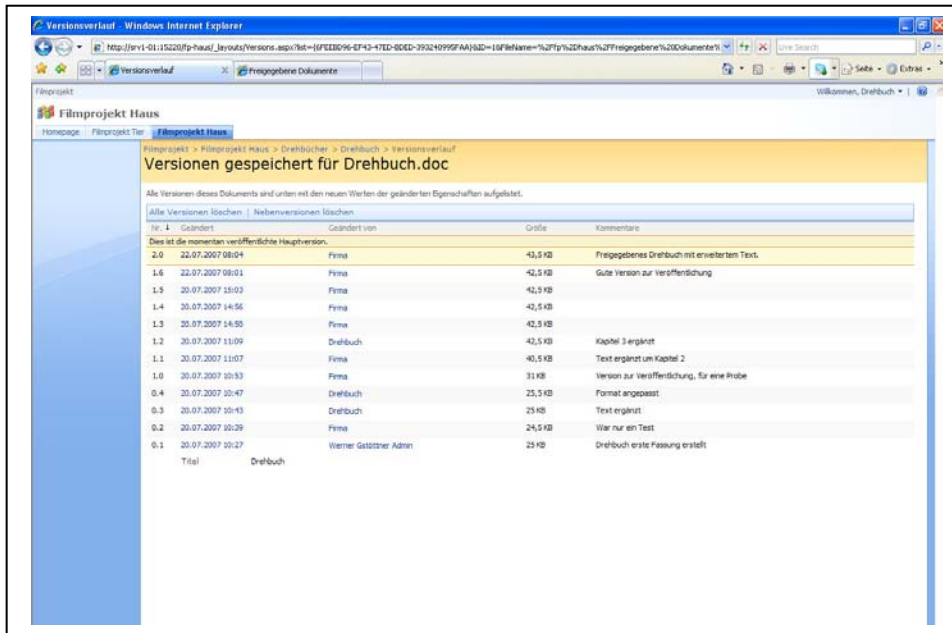 Versionsverlauf - Windows Internet Explorer
Live Search
Versionsverlauf Freigegebene Dokumente Seite Extras
Filmprojekt Willkommen, Drehbuch
Filmprojekt Haus
Homepage Filmprojekt Tier Filmprojekt Haus
Filmprojekt > Filmprojekt Haus > Drehbücher > Drehbuch > Versionsverlauf
Versionen gespeichert für Drehbuch.doc
Alle Versionen dieses Dokuments sind unten mit den neuen Werten der geänderten Eigenschaften aufgelistet.
Alle Versionen löschen | Nebenversionen löschen
Nr. ↓ Geändert Geändert von Größe Kommentare
Dies ist die momentan veröffentlichte Hauptversion.
2.0 22.07.2007 08:04 Firma 43,5 KB Freigegebenes Drehbuch mit erweitertem Text.
1.6 22.07.2007 08:01 Firma 42,5 KB Gute Version zur Veröffentlichung
1.5 20.07.2007 15:03 Firma 42,5 KB
1.4 20.07.2007 14:56 Firma 42,5 KB
1.3 20.07.2007 Firma 42,5 KB
1.2 20.07.2007 11:09 Drehbuch 42,5 KB Kapitel 3 ergänzt
1.1 20.07.2007 11:07 Firma 40,5 KB Text ergänzt um Kapitel 2
1.0 20.07.2007 10:53 Firma 31 KB Version zur Veröffentlichung, für eine Probe
0.4 20.07.2007 10:47 Drehbuch 25,5 KB Format angepasst
0.3 20.07.2007 10:43 Drehbuch 25 KB Text ergänzt
0.2 20.07.2007 10:39 Firma 24,5 KB War nur ein Test
0.1 20.07.2007 10:27 Werner Gstöttner Admin 25 KB Drehbuch erste Fassung erstellt
Titel Drehbuch